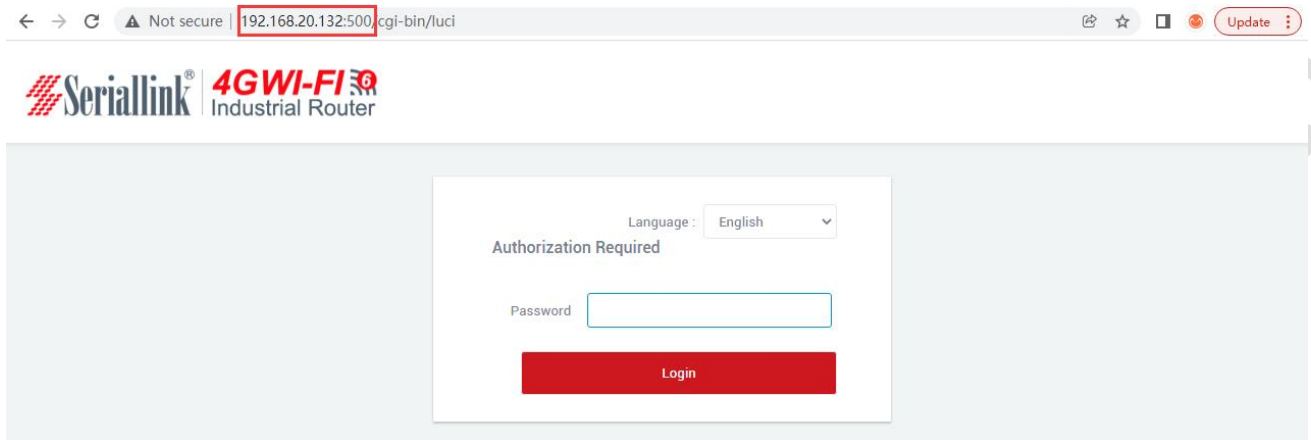 Not secure | 192.168.20.132:500/cgi-bin/luci
Update
Seriallink® 4GWI-FI 6
Industrial Router
Language : English
Authorization Required
Password
Login